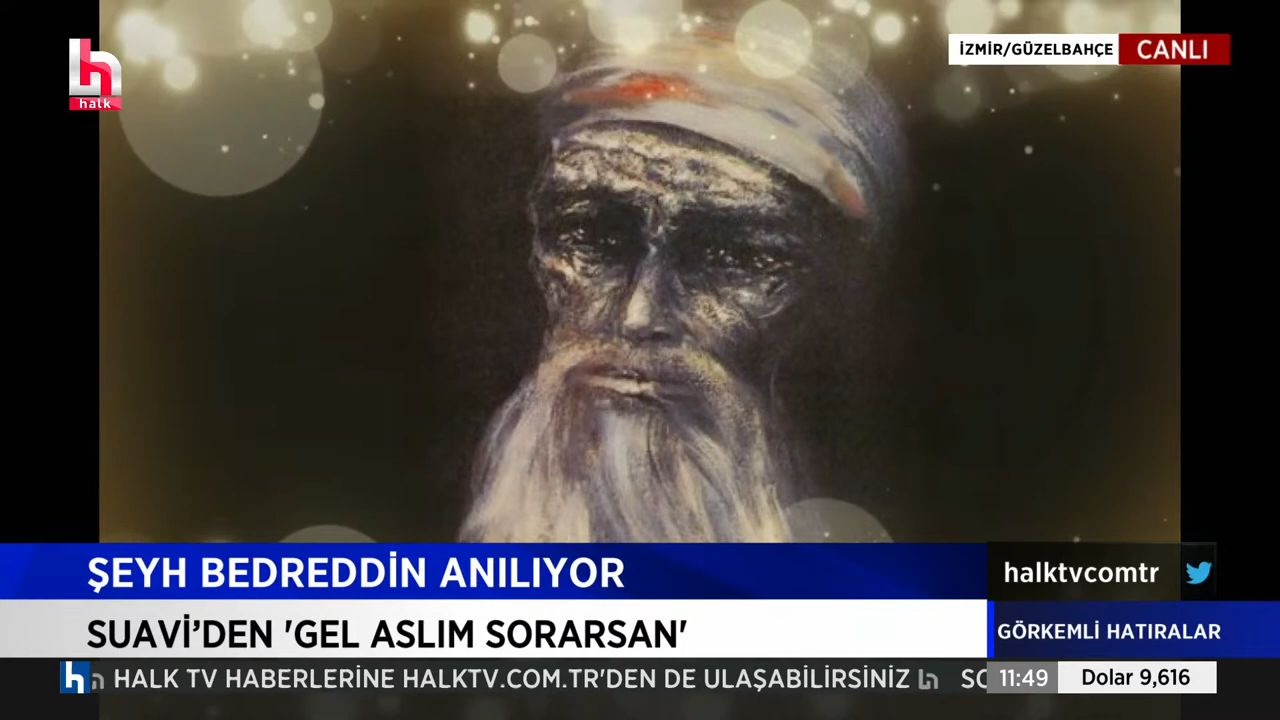 halk
İZMİR/GÜZELBAHÇE CANLI
ŞEYH BEDREDDİN ANILIYOR
halktvcomtr
SUAVİ’DEN 'GEL ASLIM SORARSAN'
GÖRKEMLİ HATIRALAR
HALK TV HABERLERİNE HALKTV.COM.TR'DEN DE ULAŞABİLİRSİNİZ
11:49 Dolar 9,616